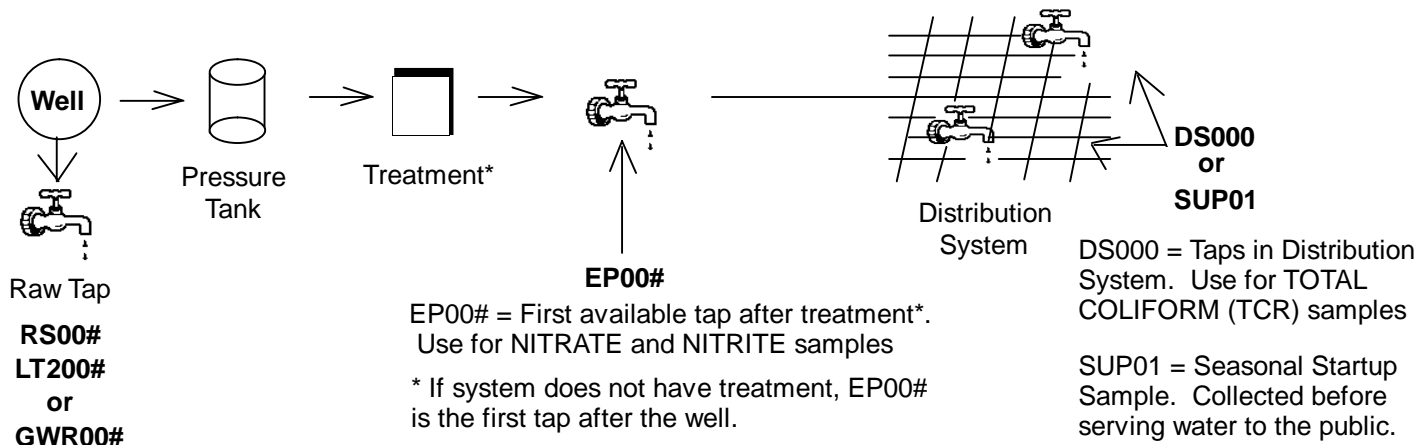 Well
Pressure
Tank
Treatment*
Raw Tap
RS00#
LT200#
or
GWR00#
EP00#
EP00# = First available tap after treatment*.
Use for NITRATE and NITRITE samples
* If system does not have treatment, EP00#
is the first tap after the well.
Distribution
System
DS000
or
SUP01
DS000 = Taps in Distribution
System.  Use for TOTAL
COLIFORM (TCR) samples
SUP01 = Seasonal Startup
Sample.  Collected before
serving water to the public.